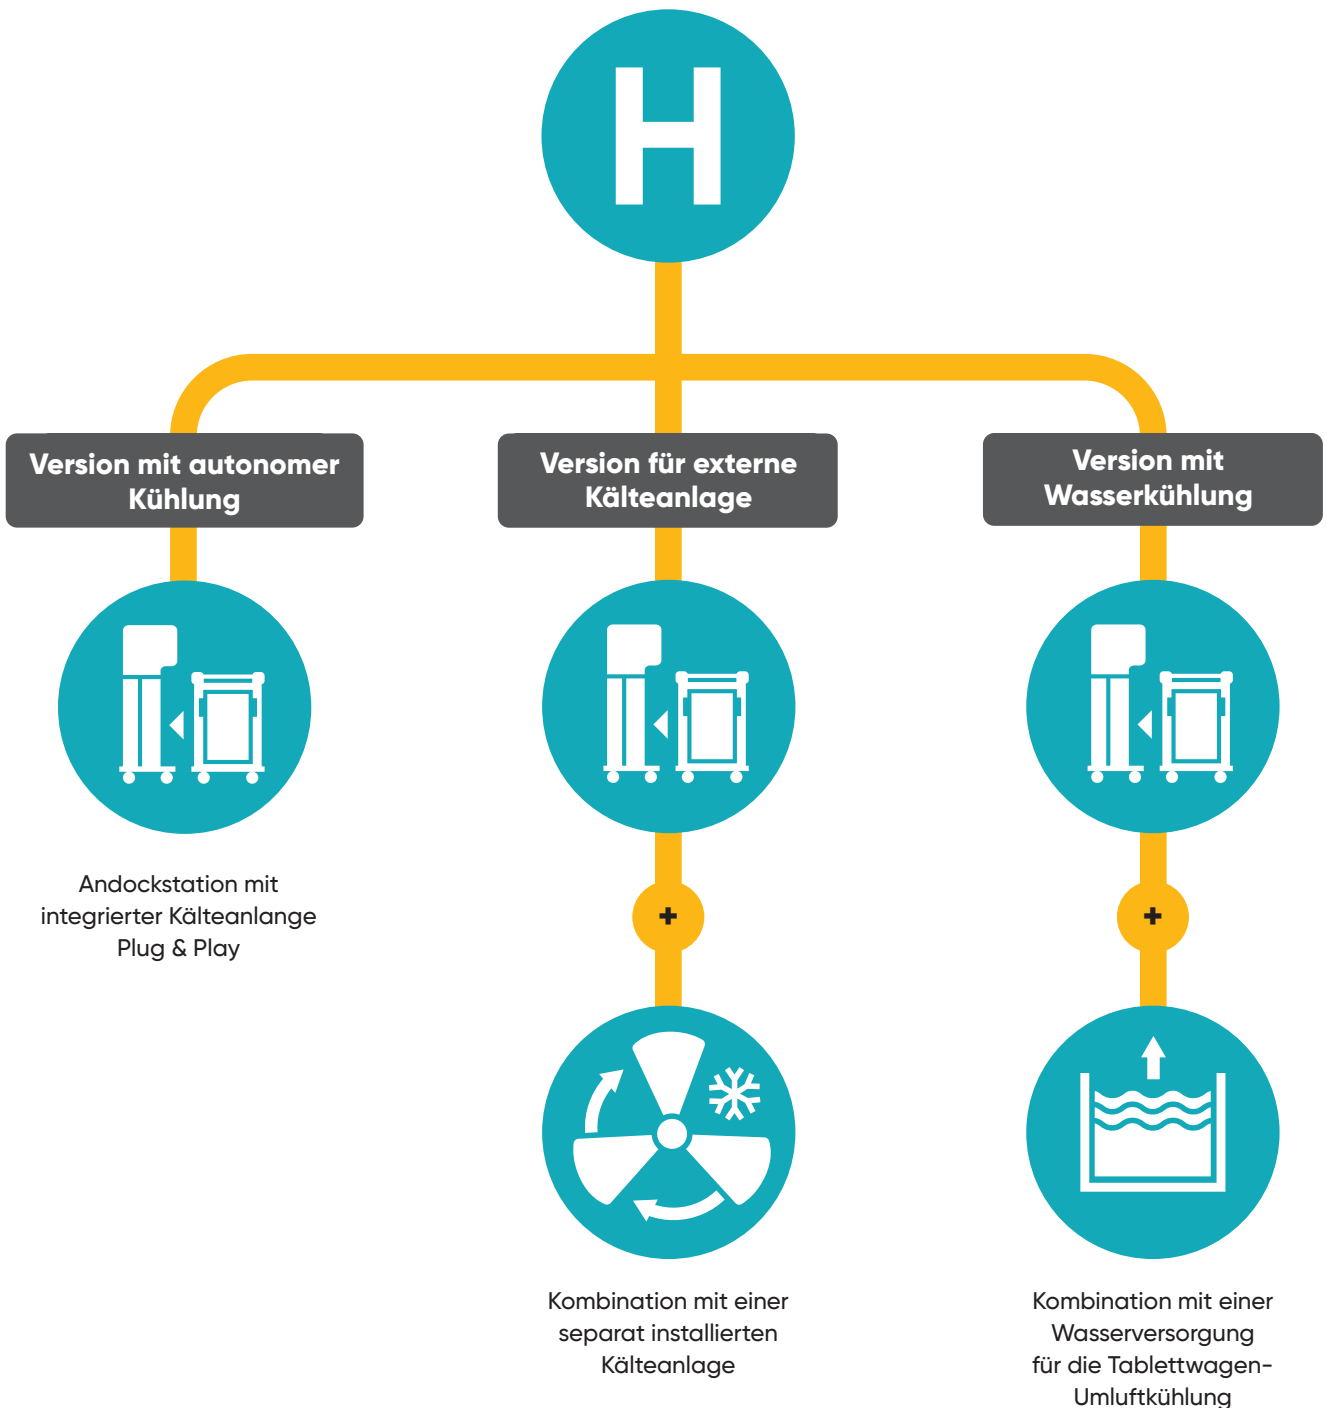 H
Version mit autonomer
Kühlung
Version für externe
Kälteanlage
Version mit
Wasserkühlung
Andockstation mit
integrierter Kälteanlange
Plug & Play
+
+
Kombination mit einer
separat installierten
Kälteanlage
Kombination mit einer
Wasserversorgung
für die Tablettwagen-
Umluftkühlung